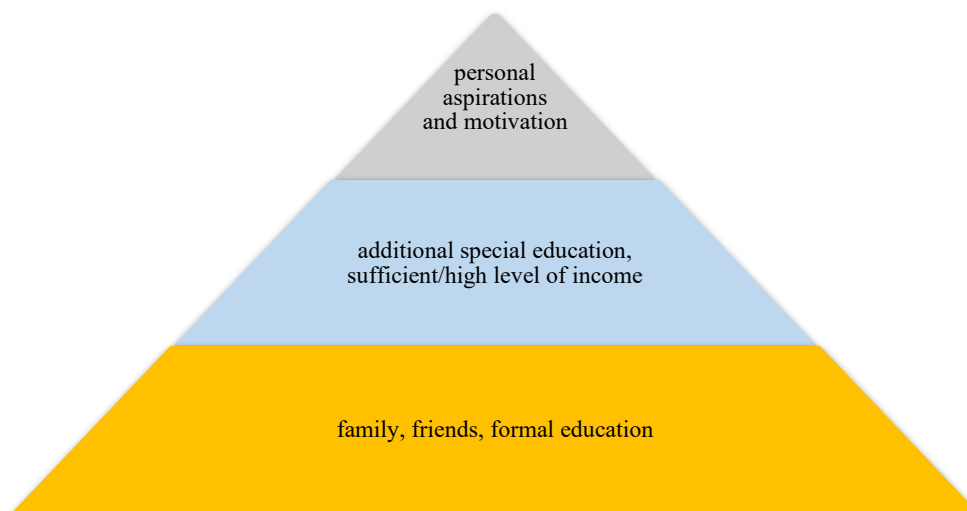 personal
aspirations
and motivation
additional special education,
sufficient/high level of income
family, friends, formal education